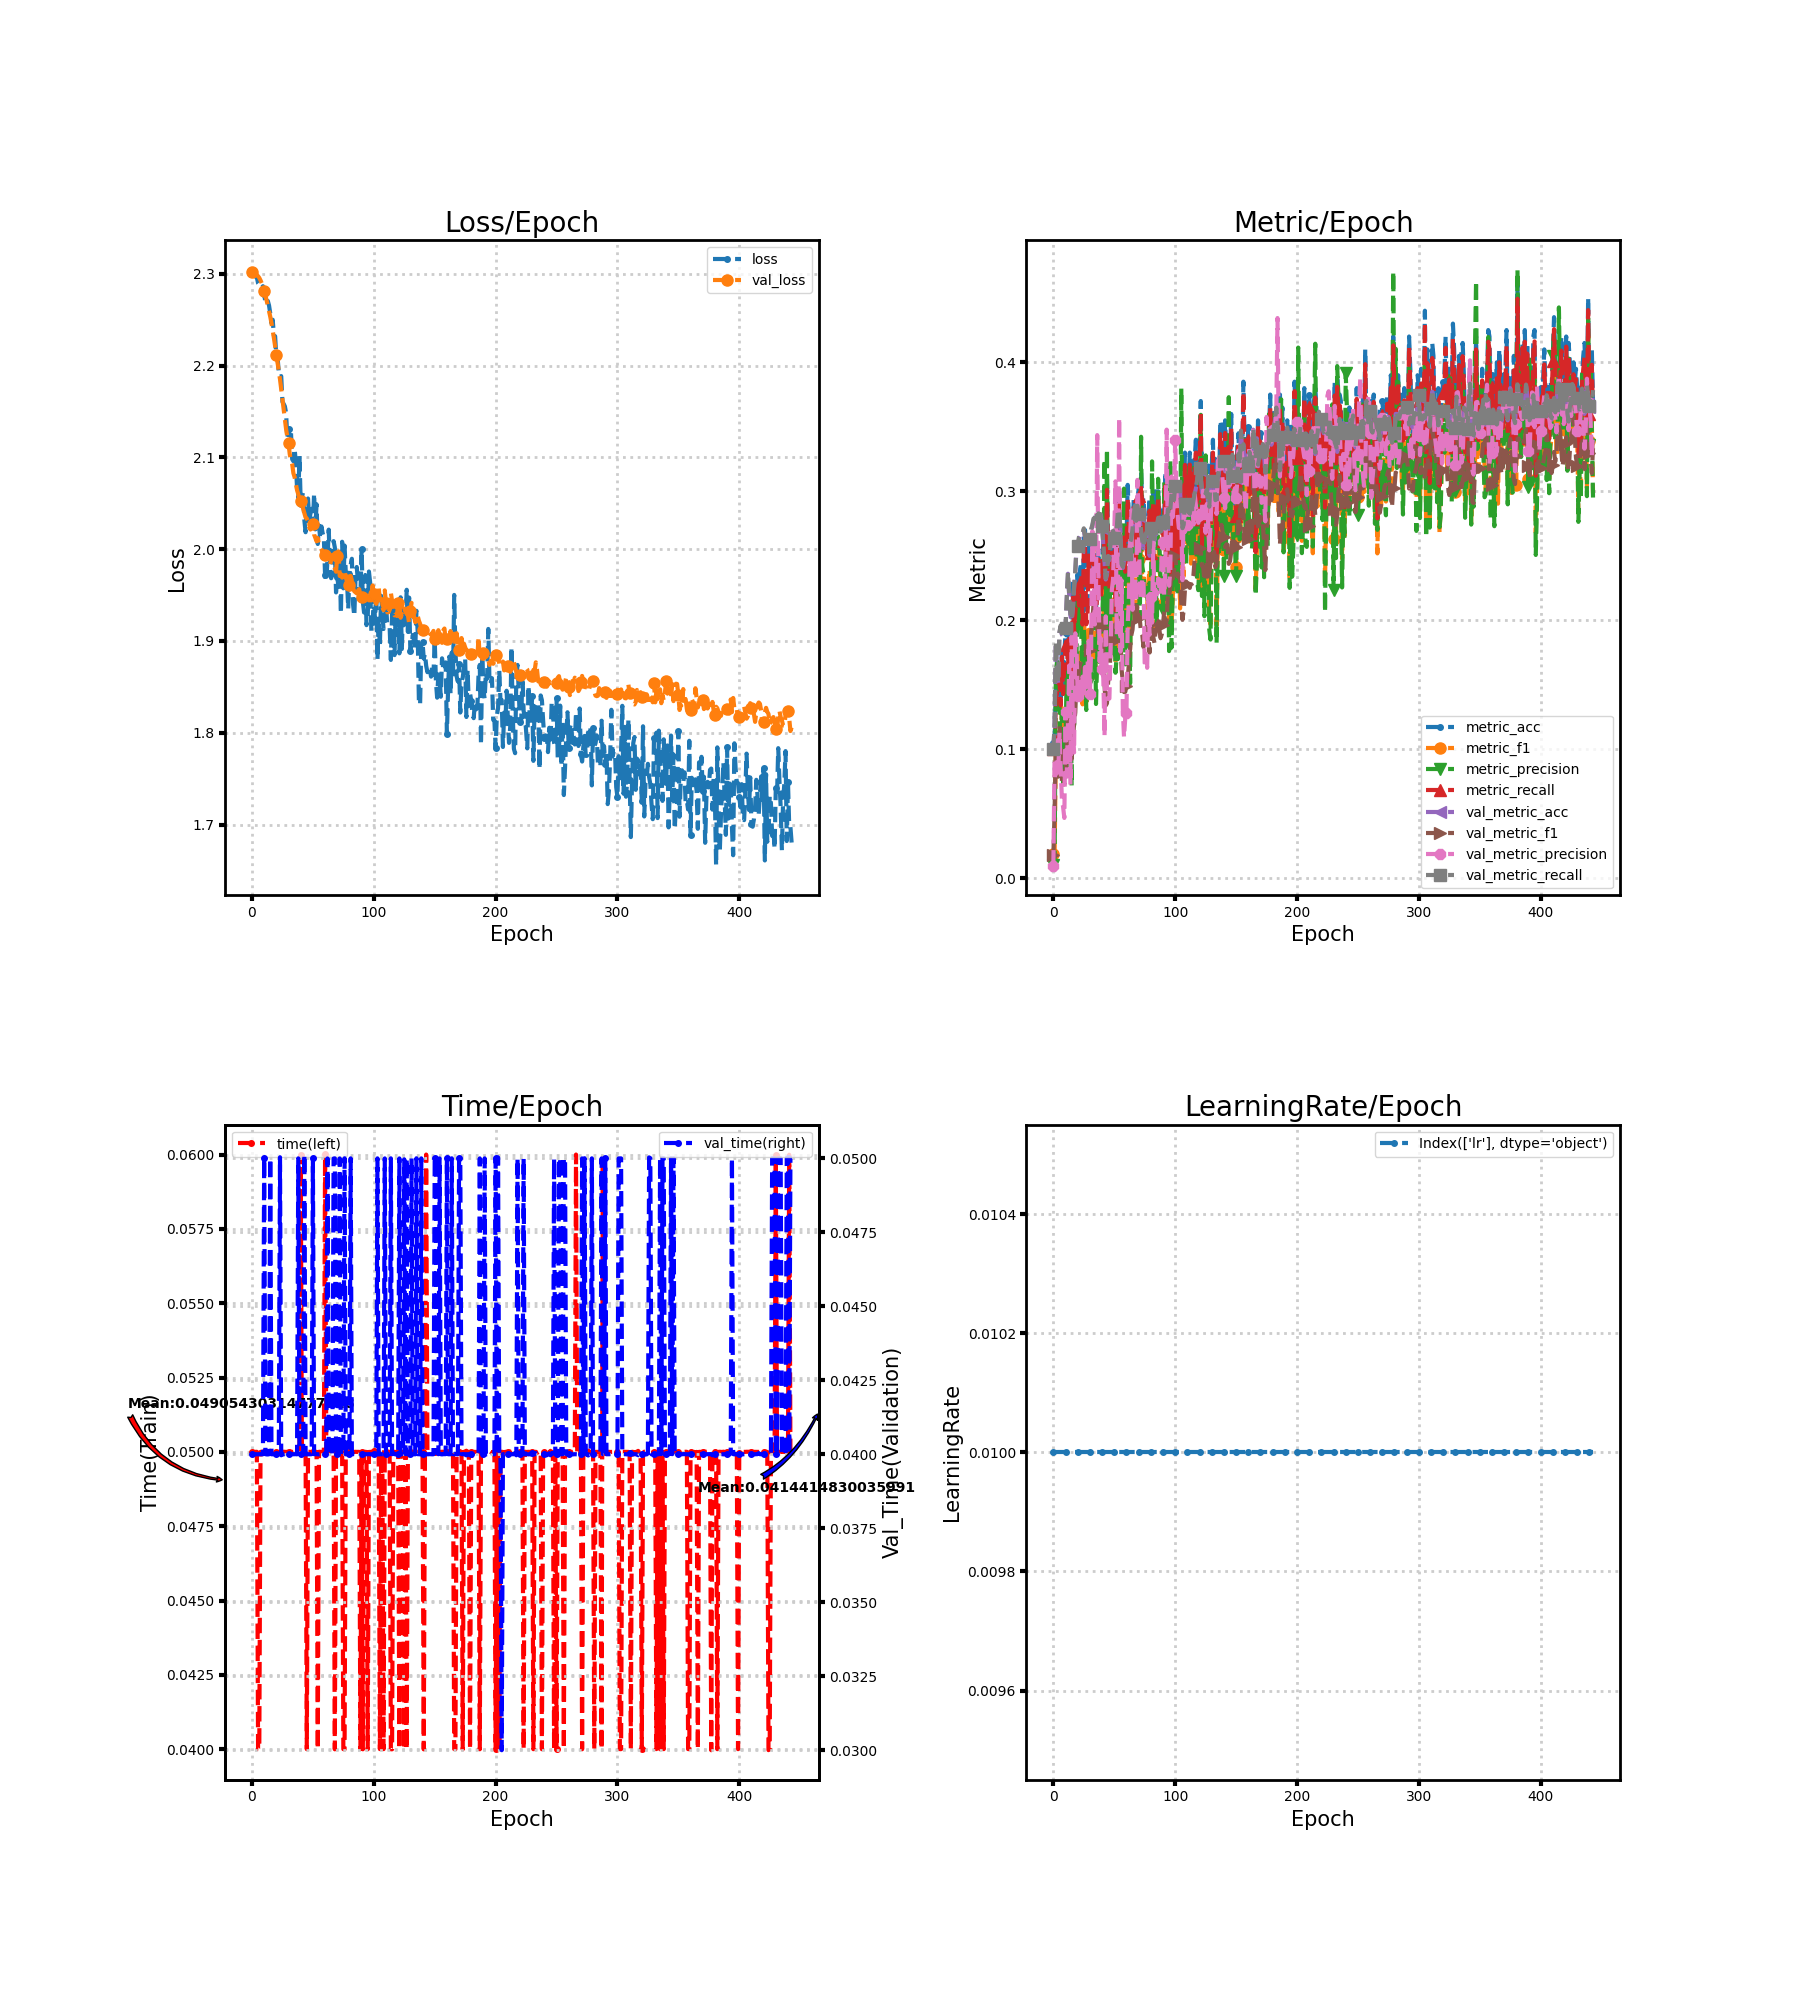 Loss/Epoch
2.3
2.2
2.1
2.0
1.9
1.8
1.7
Loss
loss
val_loss
0 100 200 300 400
Epoch
Metric/Epoch
0.4
0.3
0.2
0.1
0.0
Metric
metric_acc
metric_f1
metric_precision
metric_recall
val_metric_acc
val_metric_f1
val_metric_precision
val_metric_recall
0 100 200 300 400
Epoch
Time/Epoch
time(left)
val_time(right)
0.0600
0.0575
0.0550
0.0525
0.0500
0.0475
0.0450
0.0425
0.0400
Time(Train)
0.0500
0.0475
0.0450
0.0425
0.0400
0.0375
0.0350
0.0325
0.0300
Val_Time(Validation)
Mean:0.0414414830035991
0 100 200 300 400
Epoch
LearningRate/Epoch
Index(['lr'], dtype='object')
0.0104
0.0102
0.0100
0.0098
0.0096
LearningRate
0 100 200 300 400
Epoch